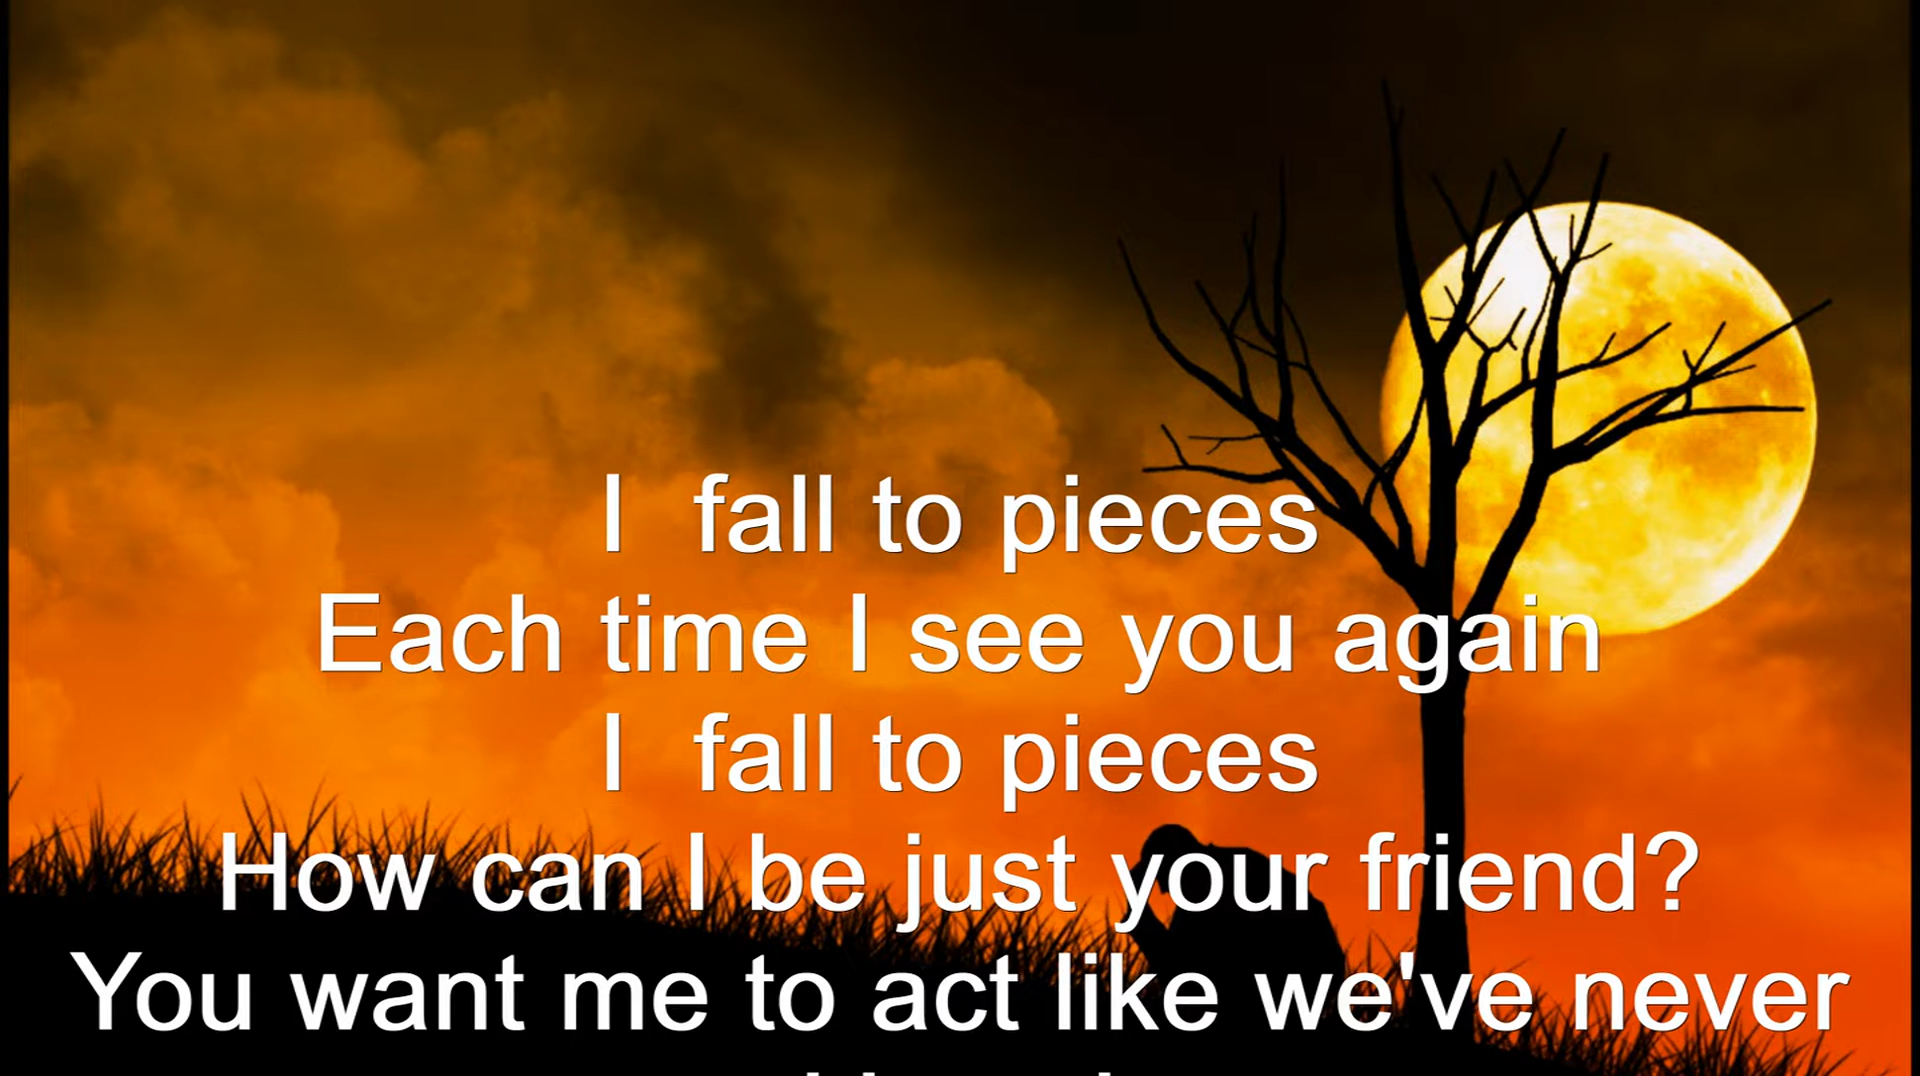 I  fall to pieces
Each time I see you again
I  fall to pieces
How can I be just your friend?
You want me to act like we've never